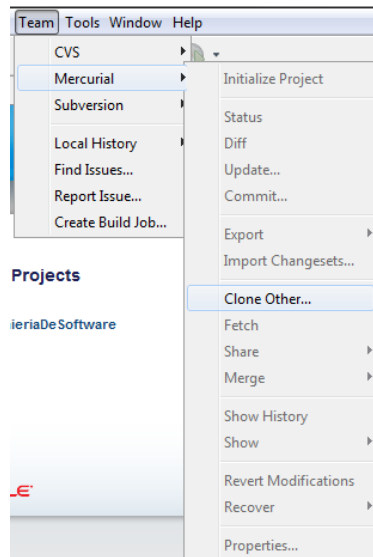 Team Tools Window Help
CVS
Mercurial
Subversion
Local History
Find Issues...
Report Issue...
Create Build Job...
Initialize Project
Status
Diff
Update...
Commit...
Export
Import Changesets...
Clone Other...
Fetch
Share
Merge
Show History
Show
Revert Modifications
Recover
Properties...
Projects
ieriaDeSoftware
LE